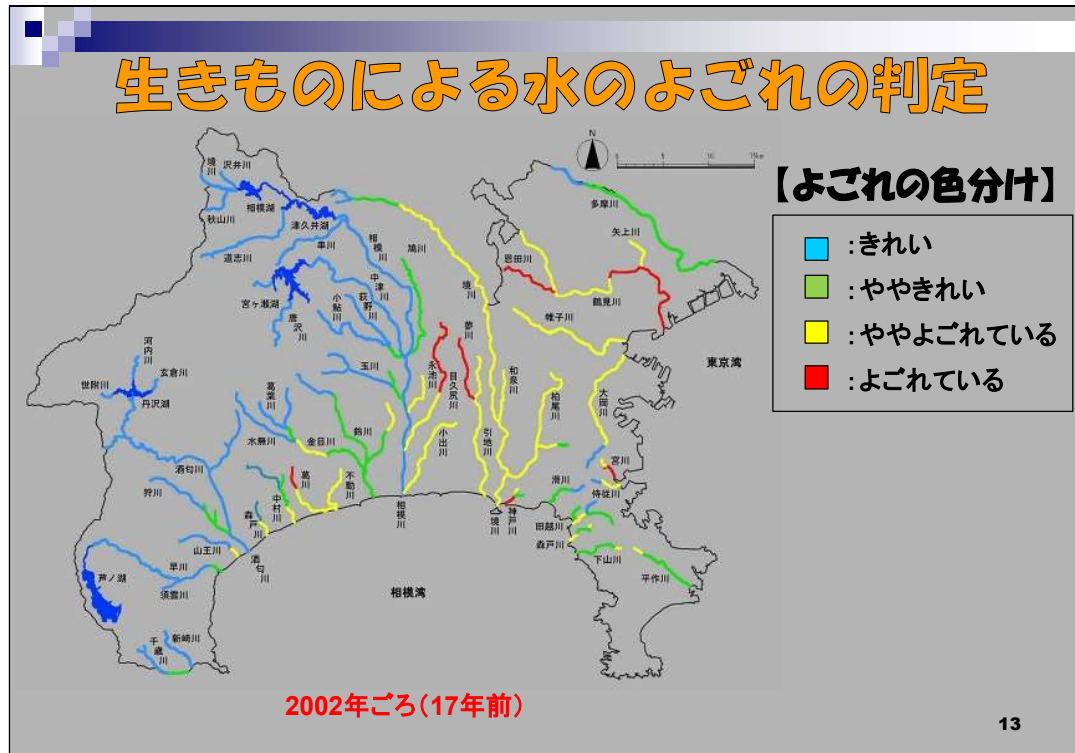 生きものによる水のよごれの判定
N
0 5 10 15km
【よごれの色分け】
:きれい
:ややきれい
:ややよごれている
:よごれている
境川
沢井川
相模湖
秋山川
津久井湖
道志川
串川
相模川
鳩川
境川
多摩川
矢上川
恩田川
鶴見川
帷子川
東京湾
中津川
荻野川
小鮎川
宮ヶ瀬湖
唐沢川
河内川
玄倉川
世附川
丹沢湖
玉川
永池川
目久尻川
蓼川
和泉川
柏尾川
大岡川
葛葉川
水無川
金目川
鈴川
小出川
引地川
宮川
侍従川
滑川
酒匂川
狩川
中村川
葛川
不動川
森戸川
相模川
境川
神戸川
田越川
森戸川
下山川
平作川
山王川
酒匂川
早川
芦ノ湖
須雲川
相模湾
千歳川
新崎川
2002年ごろ(17年前)
13